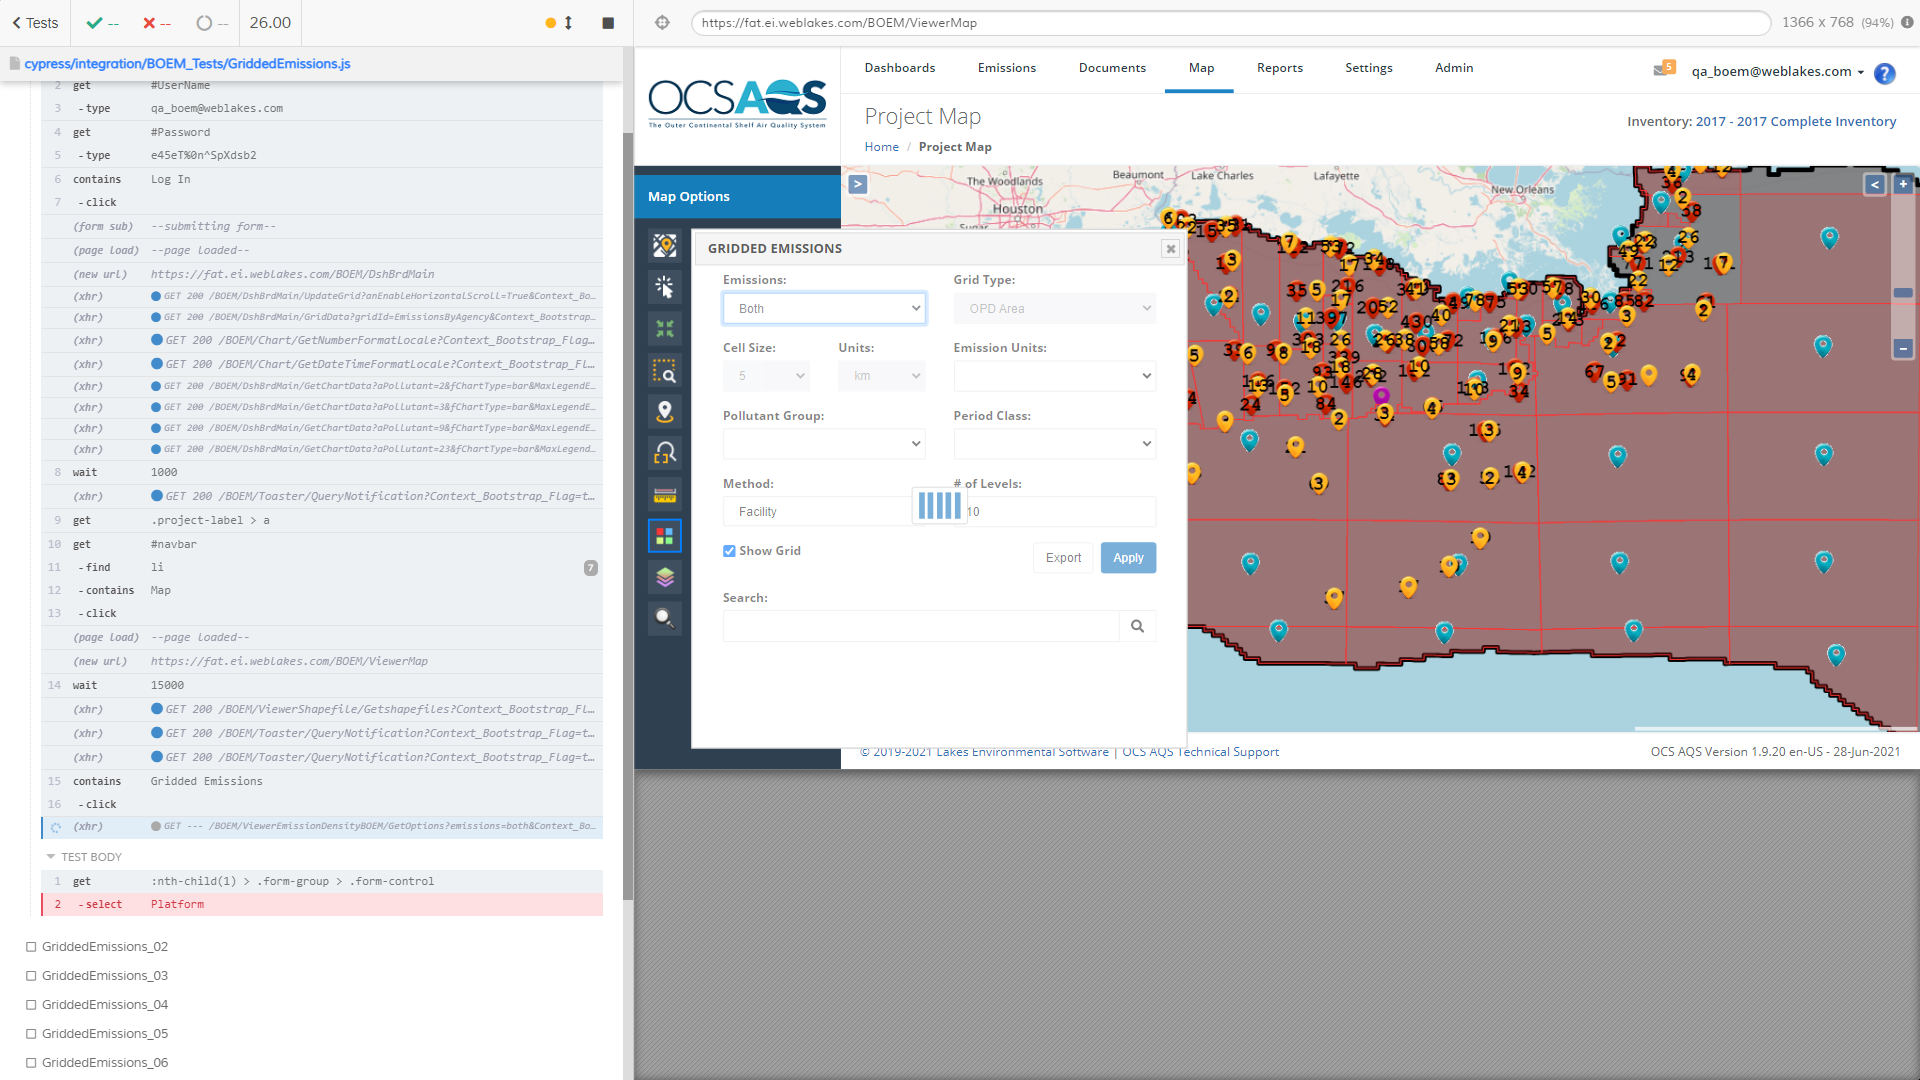 Tests
--
--
--
26.00
https://fat.ei.weblakes.com/BOEM/ViewerMap
1366 x 768 (94%)
cypress/integration/BOEM_Tests/GriddedEmissions.js
2 get #UserName
3 -type qa_boem@weblakes.com
4 get #Password
5 -type e45eT%0n^SpXdsb2
6 contains Log In
7 -click
(form sub) --submitting form--
(page load) --page loaded--
(new url) https://fat.ei.weblakes.com/BOEM/DshBrdMain
(xhr) GET 200 /BOEM/DshBrdMain/UpdateGrid?anEnableHorizontalScroll=True&Context_Bo...
(xhr) GET 200 /BOEM/DshBrdMain/GridData?gridId=EmissionsByAgency&Context_Bootstrap...
(xhr) GET 200 /BOEM/Chart/GetNumberFormatLocale?Context_Bootstrap_Flag...
(xhr) GET 200 /BOEM/Chart/GetDateTimeFormatLocale?Context_Bootstrap_Fl...
(xhr) GET 200 /BOEM/DshBrdMain/GetChartData?aPollutant=2&fChartType=bar&MaxLegendE...
(xhr) GET 200 /BOEM/DshBrdMain/GetChartData?aPollutant=3&fChartType=bar&MaxLegendE...
(xhr) GET 200 /BOEM/DshBrdMain/GetChartData?aPollutant=9&fChartType=bar&MaxLegendE...
(xhr) GET 200 /BOEM/DshBrdMain/GetChartData?aPollutant=23&fChartType=bar&MaxLegend...
8 wait 1000
(xhr) GET 200 /BOEM/Toaster/QueryNotification?Context_Bootstrap_Flag=t...
9 get .project-label > a
10 get #navbar
11 -find li 7
12 -contains Map
13 -click
(page load) --page loaded--
(new url) https://fat.ei.weblakes.com/BOEM/ViewerMap
14 wait 15000
(xhr) GET 200 /BOEM/ViewerShapefile/Getshapefiles?Context_Bootstrap_Fl...
(xhr) GET 200 /BOEM/Toaster/QueryNotification?Context_Bootstrap_Flag=t...
(xhr) GET 200 /BOEM/Toaster/QueryNotification?Context_Bootstrap_Flag=t...
15 contains Gridded Emissions
16 -click
(xhr) GET --- /BOEM/ViewerEmissionDensityBOEM/GetOptions?emissions=both&Context_Bo...
TEST BODY
1 get :nth-child(1) > .form-group > .form-control
2 -select Platform
GriddedEmissions_02
GriddedEmissions_03
GriddedEmissions_04
GriddedEmissions_05
GriddedEmissions_06
OCSAQS
The Outer Continental Shelf Air Quality System
Dashboards Emissions Documents Map Reports Settings Admin
5
qa_boem@weblakes.com
?
Project Map
Home / Project Map
Inventory: 2017 - 2017 Complete Inventory
Map Options
>
<
+
−
The Woodlands
Houston
Sugar
Beaumont
Lake Charles
Lafayette
New Orleans
GRIDDED EMISSIONS
Emissions: Grid Type:
Both OPD Area
Cell Size: Units: Emission Units:
5 km
Pollutant Group: Period Class:
Method: # of Levels:
Facility 10
Show Grid
Export Apply
Search:
© 2019-2021 Lakes Environmental Software | OCS AQS Technical Support
OCS AQS Version 1.9.20 en-US - 28-Jun-2021